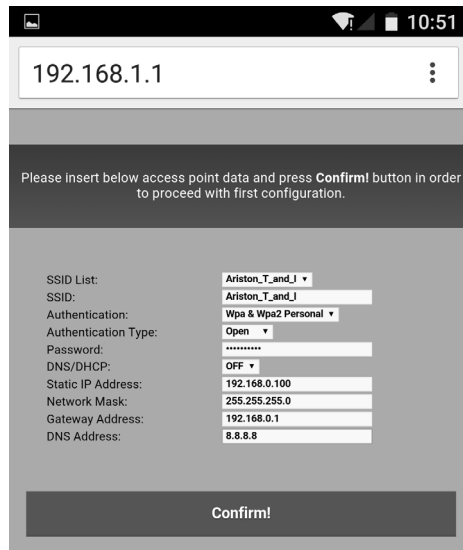 10:51
192.168.1.1
Please insert below access point data and press Confirm! button in order
to proceed with first configuration.
SSID List: Ariston_T_and_I
SSID: Ariston_T_and_I
Authentication: Wpa & Wpa2 Personal
Authentication Type: Open
Password: ••••••••••
DNS/DHCP: OFF
Static IP Address: 192.168.0.100
Network Mask: 255.255.255.0
Gateway Address: 192.168.0.1
DNS Address: 8.8.8.8
Confirm!